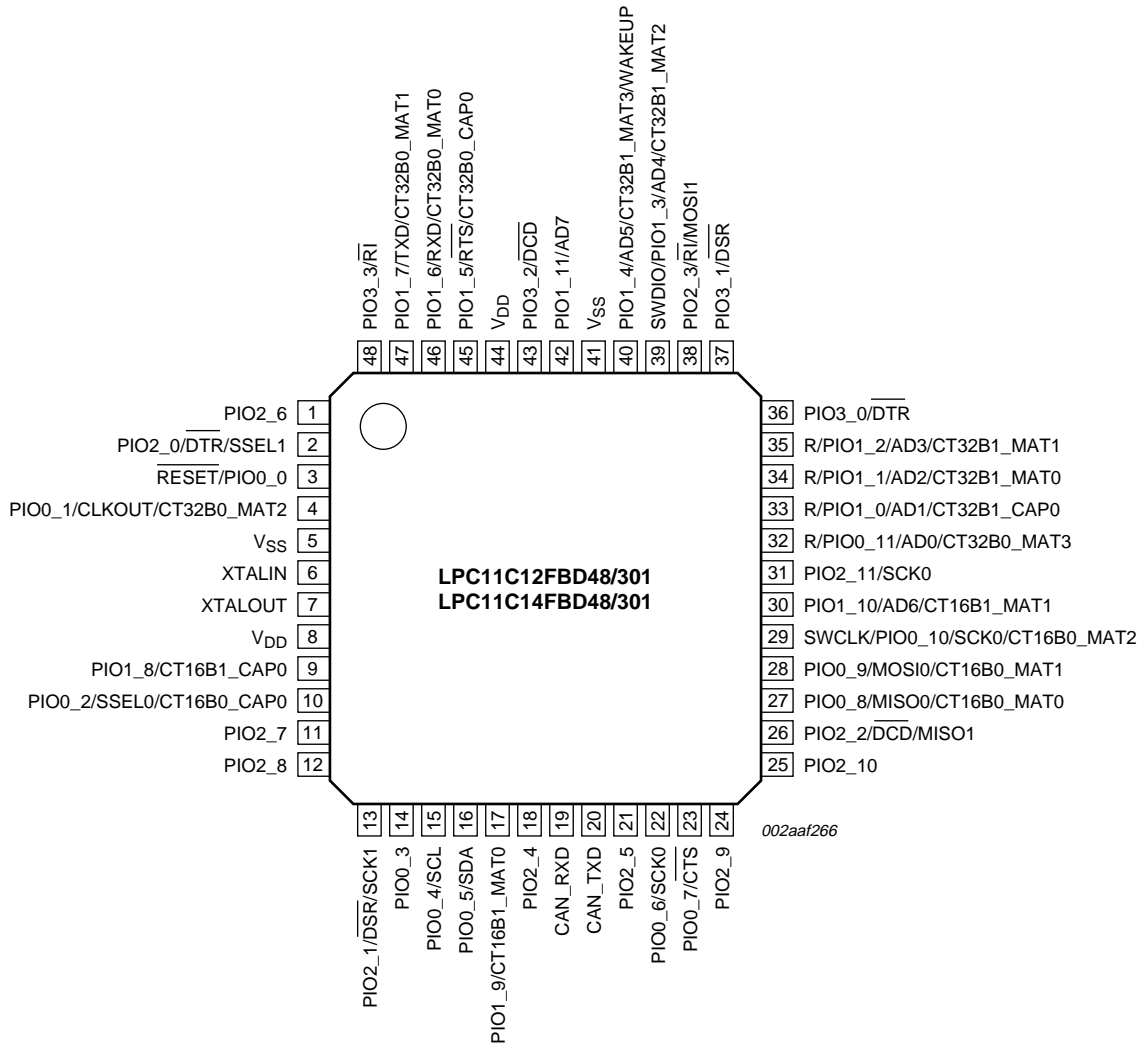 PIO3_3/RI
PIO1_7/TXD/CT32B0_MAT1
PIO1_6/RXD/CT32B0_MAT0
PIO1_5/RTS/CT32B0_CAP0
VDD
PIO3_2/DCD
PIO1_11/AD7
VSS
PIO1_4/AD5/CT32B1_MAT3/WAKEUP
SWDIO/PIO1_3/AD4/CT32B1_MAT2
PIO2_3/RI/MOSI1
PIO3_1/DSR
48 47 46 45 44 43 42 41 40 39 38 37
PIO2_6 1
PIO2_0/DTR/SSEL1 2
RESET/PIO0_0 3
PIO0_1/CLKOUT/CT32B0_MAT2 4
VSS 5
XTALIN 6
XTALOUT 7
VDD 8
PIO1_8/CT16B1_CAP0 9
PIO0_2/SSEL0/CT16B0_CAP0 10
PIO2_7 11
PIO2_8 12
LPC11C12FBD48/301
LPC11C14FBD48/301
36 PIO3_0/DTR
35 R/PIO1_2/AD3/CT32B1_MAT1
34 R/PIO1_1/AD2/CT32B1_MAT0
33 R/PIO1_0/AD1/CT32B1_CAP0
32 R/PIO0_11/AD0/CT32B0_MAT3
31 PIO2_11/SCK0
30 PIO1_10/AD6/CT16B1_MAT1
29 SWCLK/PIO0_10/SCK0/CT16B0_MAT2
28 PIO0_9/MOSI0/CT16B0_MAT1
27 PIO0_8/MISO0/CT16B0_MAT0
26 PIO2_2/DCD/MISO1
25 PIO2_10
13 14 15 16 17 18 19 20 21 22 23 24
PIO2_1/DSR/SCK1
PIO0_3
PIO0_4/SCL
PIO0_5/SDA
PIO1_9/CT16B1_MAT0
PIO2_4
CAN_RXD
CAN_TXD
PIO2_5
PIO0_6/SCK0
PIO0_7/CTS
PIO2_9
002aaf266